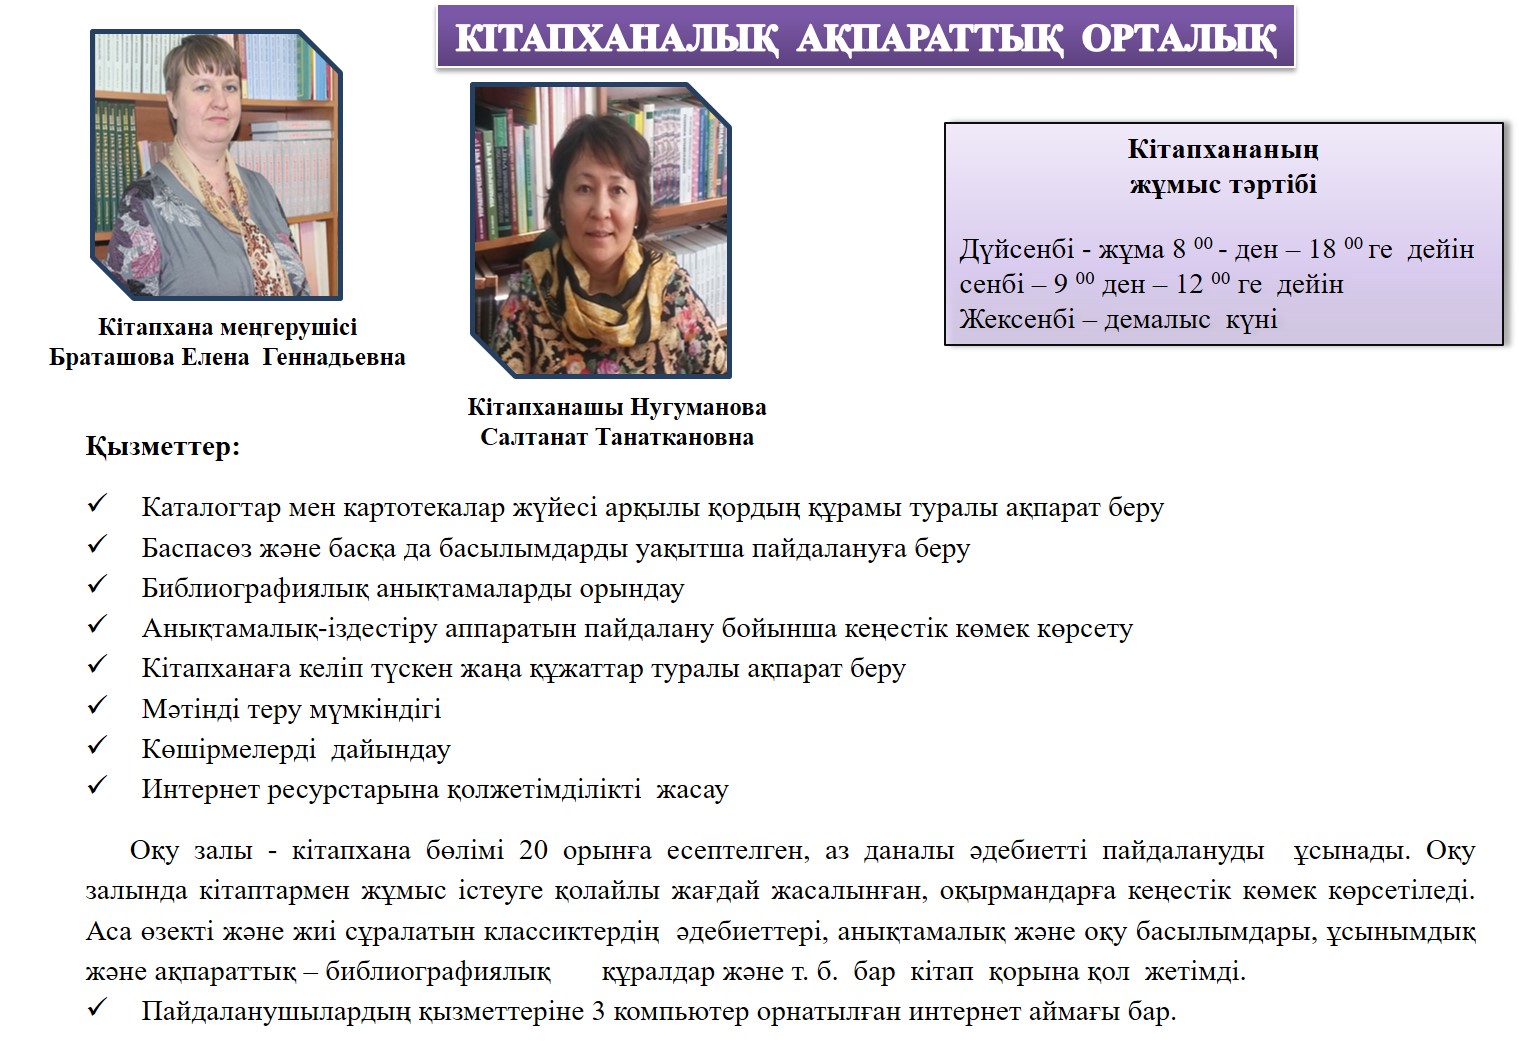 КІТАПХАНАЛЫҚ АҚПАРАТТЫҚ ОРТАЛЫҚ
Кітапхана меңгерушісі
Браташова Елена Геннадьевна
Кітапханашы Нугуманова
Салтанат Танаткановна
Кітапхананың
жұмыс тәртібі
Дүйсенбі - жұма 8 00 - ден – 18 00 ге дейін
сенбі – 9 00 ден – 12 00 ге дейін
Жексенбі – демалыс күні
Қызметтер:
✓ Каталогтар мен картотекалар жүйесі арқылы қордың құрамы туралы ақпарат беру
✓ Баспасөз және басқа да басылымдарды уақытша пайдалануға беру
✓ Библиографиялық анықтамаларды орындау
✓ Анықтамалық-іздестіру аппаратын пайдалану бойынша кеңестік көмек көрсету
✓ Кітапханаға келіп түскен жаңа құжаттар туралы ақпарат беру
✓ Мәтінді теру мүмкіндігі
✓ Көшірмелерді дайындау
✓ Интернет ресурстарына қолжетімділікті жасау
Оқу залы - кітапхана бөлімі 20 орынға есептелген, аз даналы әдебиетті пайдалануды ұсынады. Оқу
залында кітаптармен жұмыс істеуге қолайлы жағдай жасалынған, оқырмандарға кеңестік көмек көрсетіледі.
Аса өзекті және жиі сұралатын классиктердің әдебиеттері, анықтамалық және оқу басылымдары, ұсынымдық
және ақпараттық – библиографиялық құралдар және т. б. бар кітап қорына қол жетімді.
✓ Пайдаланушылардың қызметтеріне 3 компьютер орнатылған интернет аймағы бар.